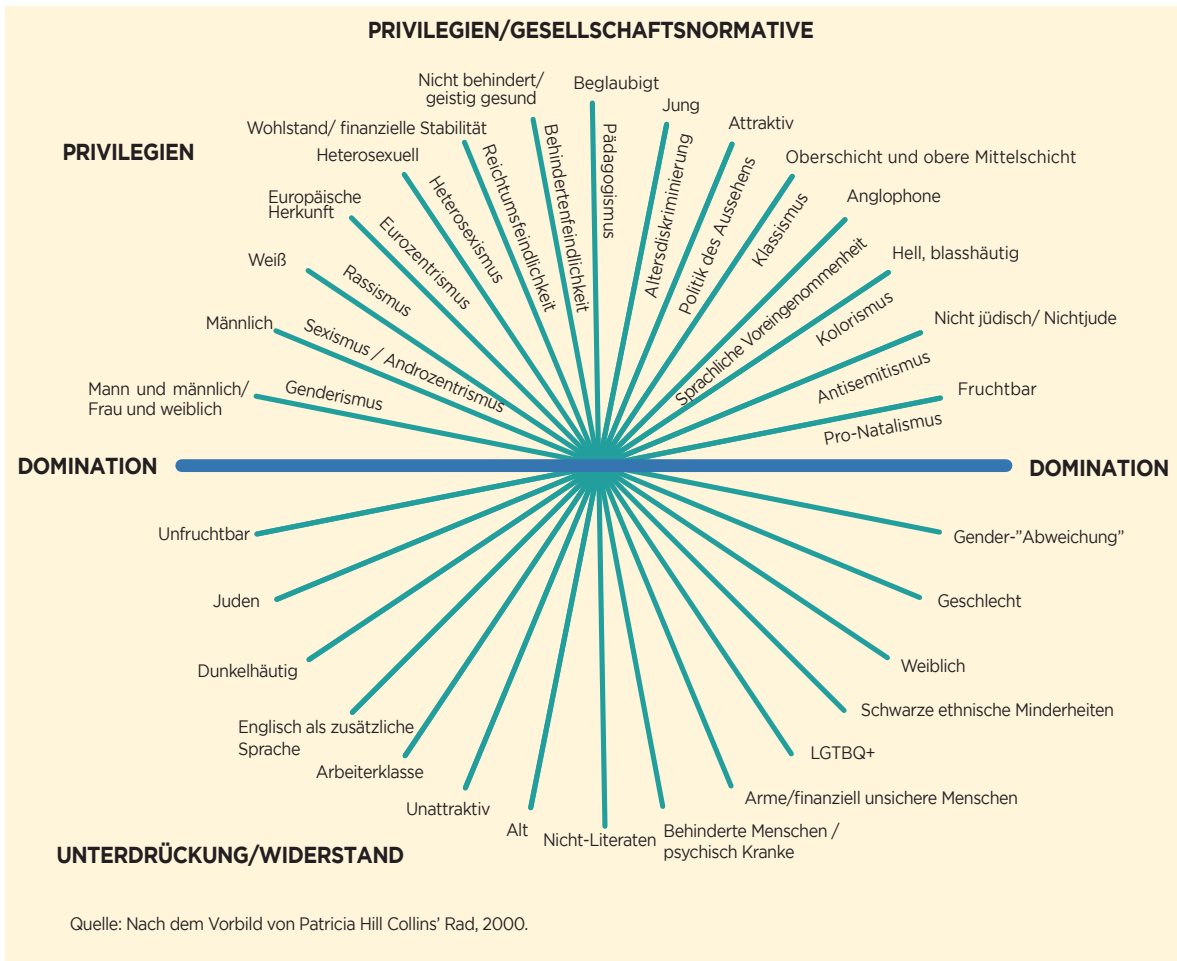 PRIVILEGIEN/GESELLSCHAFTSNORMATIVE
PRIVILEGIEN
Mann und männlich/
Frau und weiblich
Genderismus
Männlich
Sexismus / Androzentrismus
Weiß
Rassismus
Europäische
Herkunft
Eurozentrismus
Heterosexuell
Heterosexismus
Wohlstand/ finanzielle Stabilität
Reichtumsfeindlichkeit
Nicht behindert/
geistig gesund
Behindertenfeindlichkeit
Beglaubigt
Pädagogismus
Jung
Altersdiskriminierung
Attraktiv
Politik des Aussehens
Oberschicht und obere Mittelschicht
Klassismus
Anglophone
Sprachliche Voreingenommenheit
Hell, blasshäutig
Kolorismus
Nicht jüdisch/ Nichtjude
Antisemitismus
Fruchtbar
Pro-Natalismus
DOMINATION
DOMINATION
Unfruchtbar
Juden
Dunkelhäutig
Englisch als zusätzliche
Sprache
Arbeiterklasse
Unattraktiv
Alt
Nicht-Literaten
Behinderte Menschen /
psychisch Kranke
Arme/finanziell unsichere Menschen
LGTBQ+
Schwarze ethnische Minderheiten
Weiblich
Geschlecht
Gender-"Abweichung"
UNTERDRÜCKUNG/WIDERSTAND
Quelle: Nach dem Vorbild von Patricia Hill Collins' Rad, 2000.